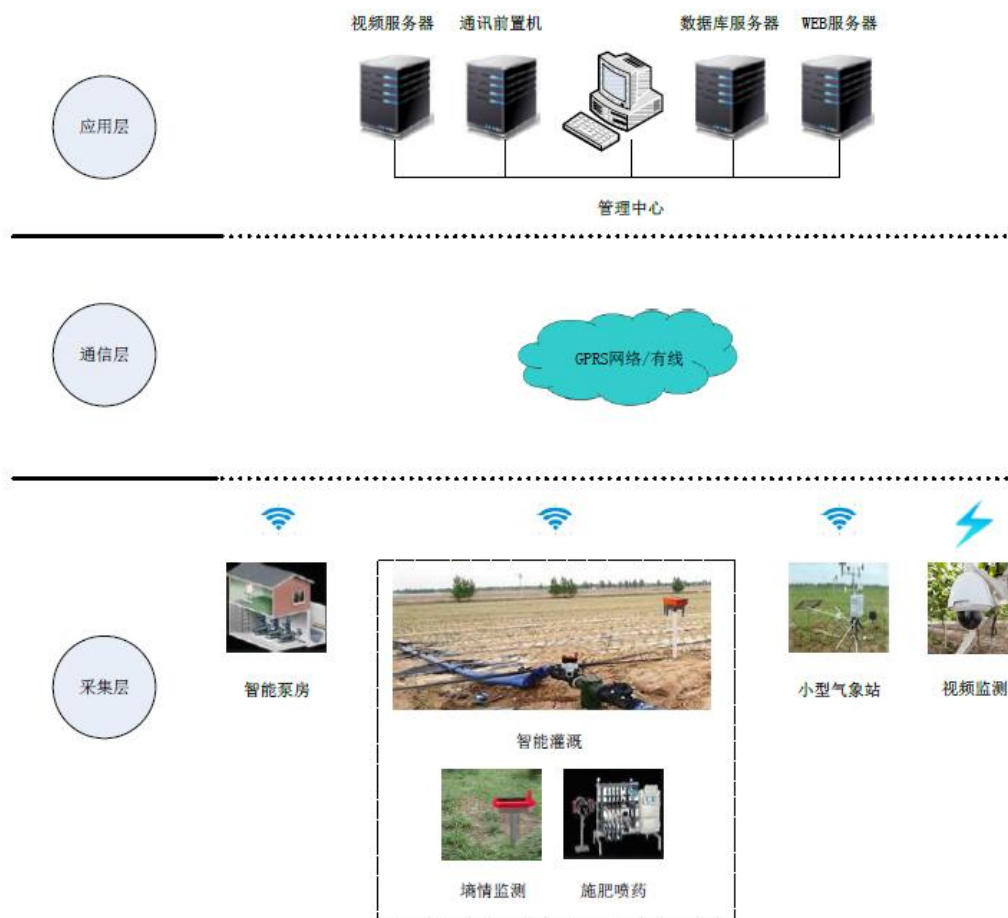 视频服务器 通讯前置机 数据库服务器 WEB服务器
应用层
管理中心
通信层
GPRS网络/有线
采集层
智能泵房
小型气象站
视频监测
智能灌溉
墒情监测 施肥喷药